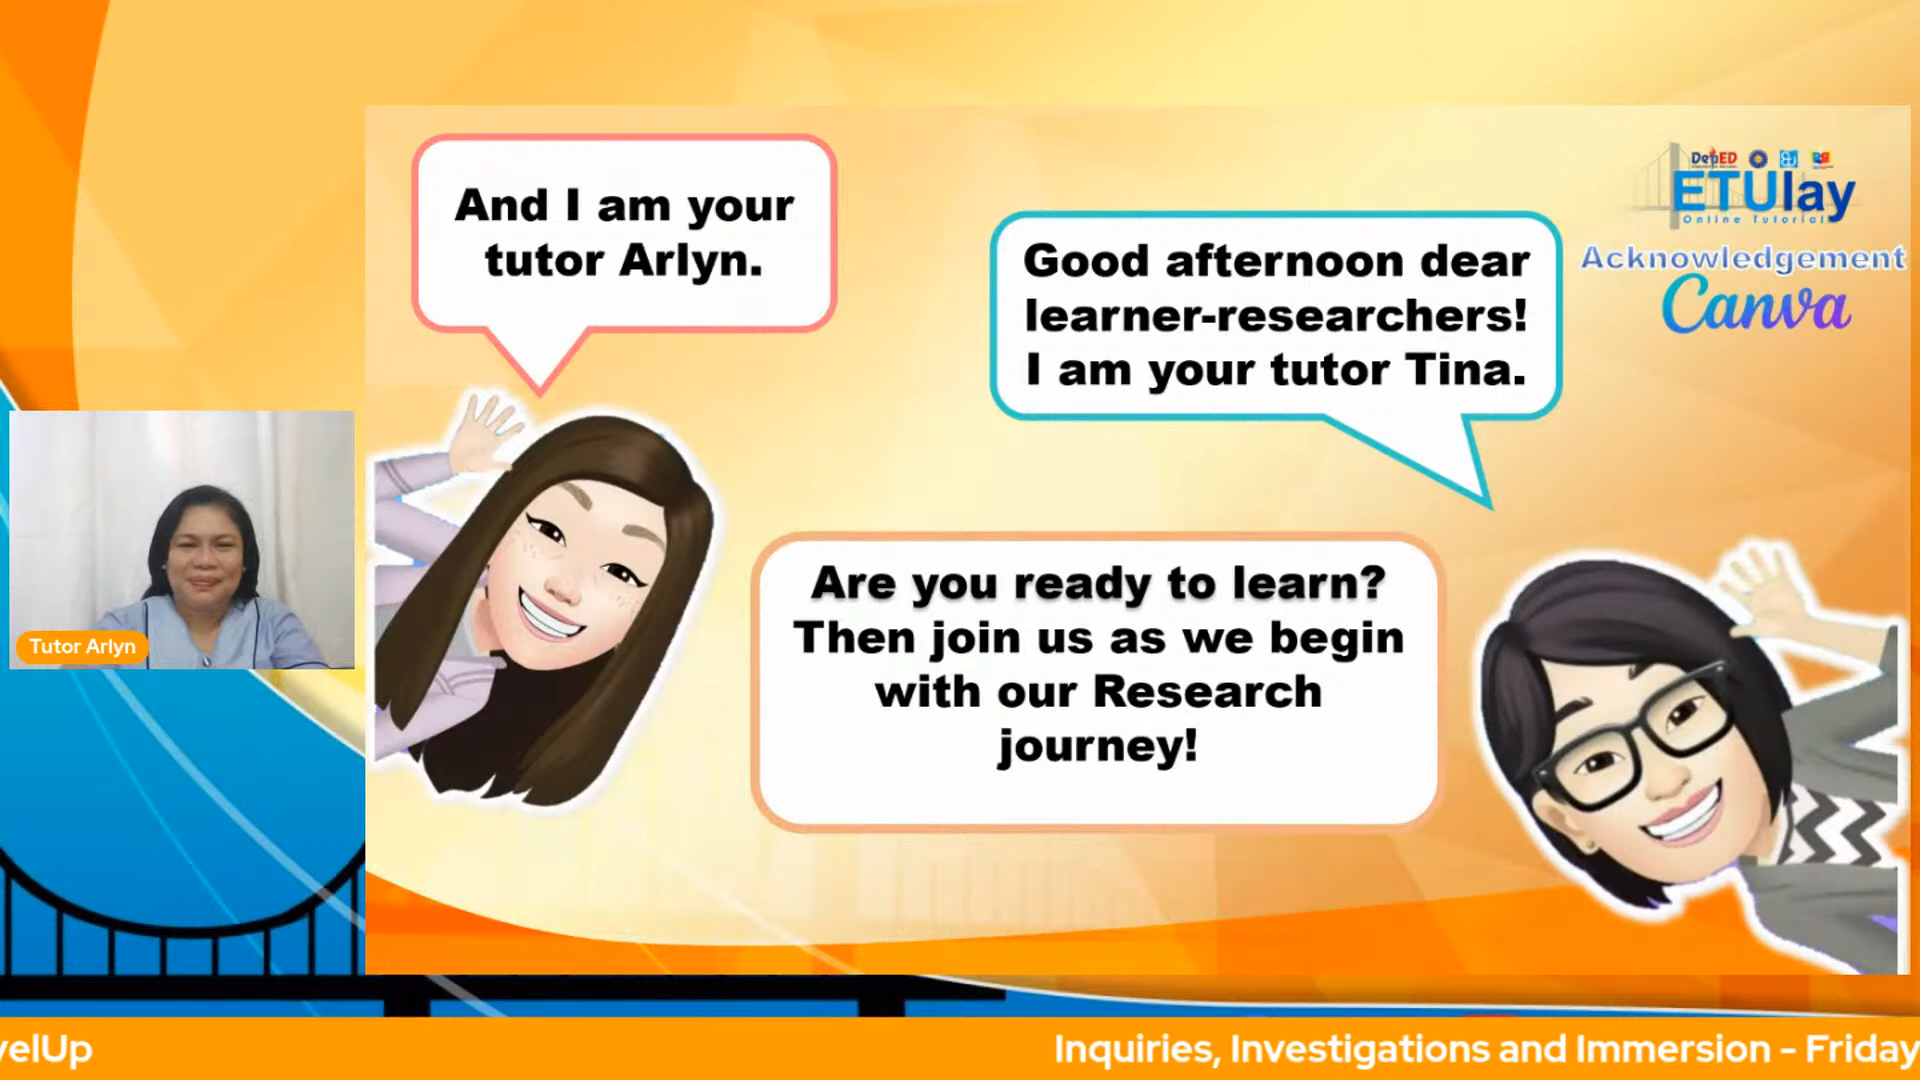 And I am your
tutor Arlyn.
Good afternoon dear
learner-researchers!
I am your tutor Tina.
Are you ready to learn?
Then join us as we begin
with our Research
journey!
DepED
ETUlay
Online Tutorial
Acknowledgement
Canva
Tutor Arlyn
velUp
Inquiries, Investigations and Immersion - Friday